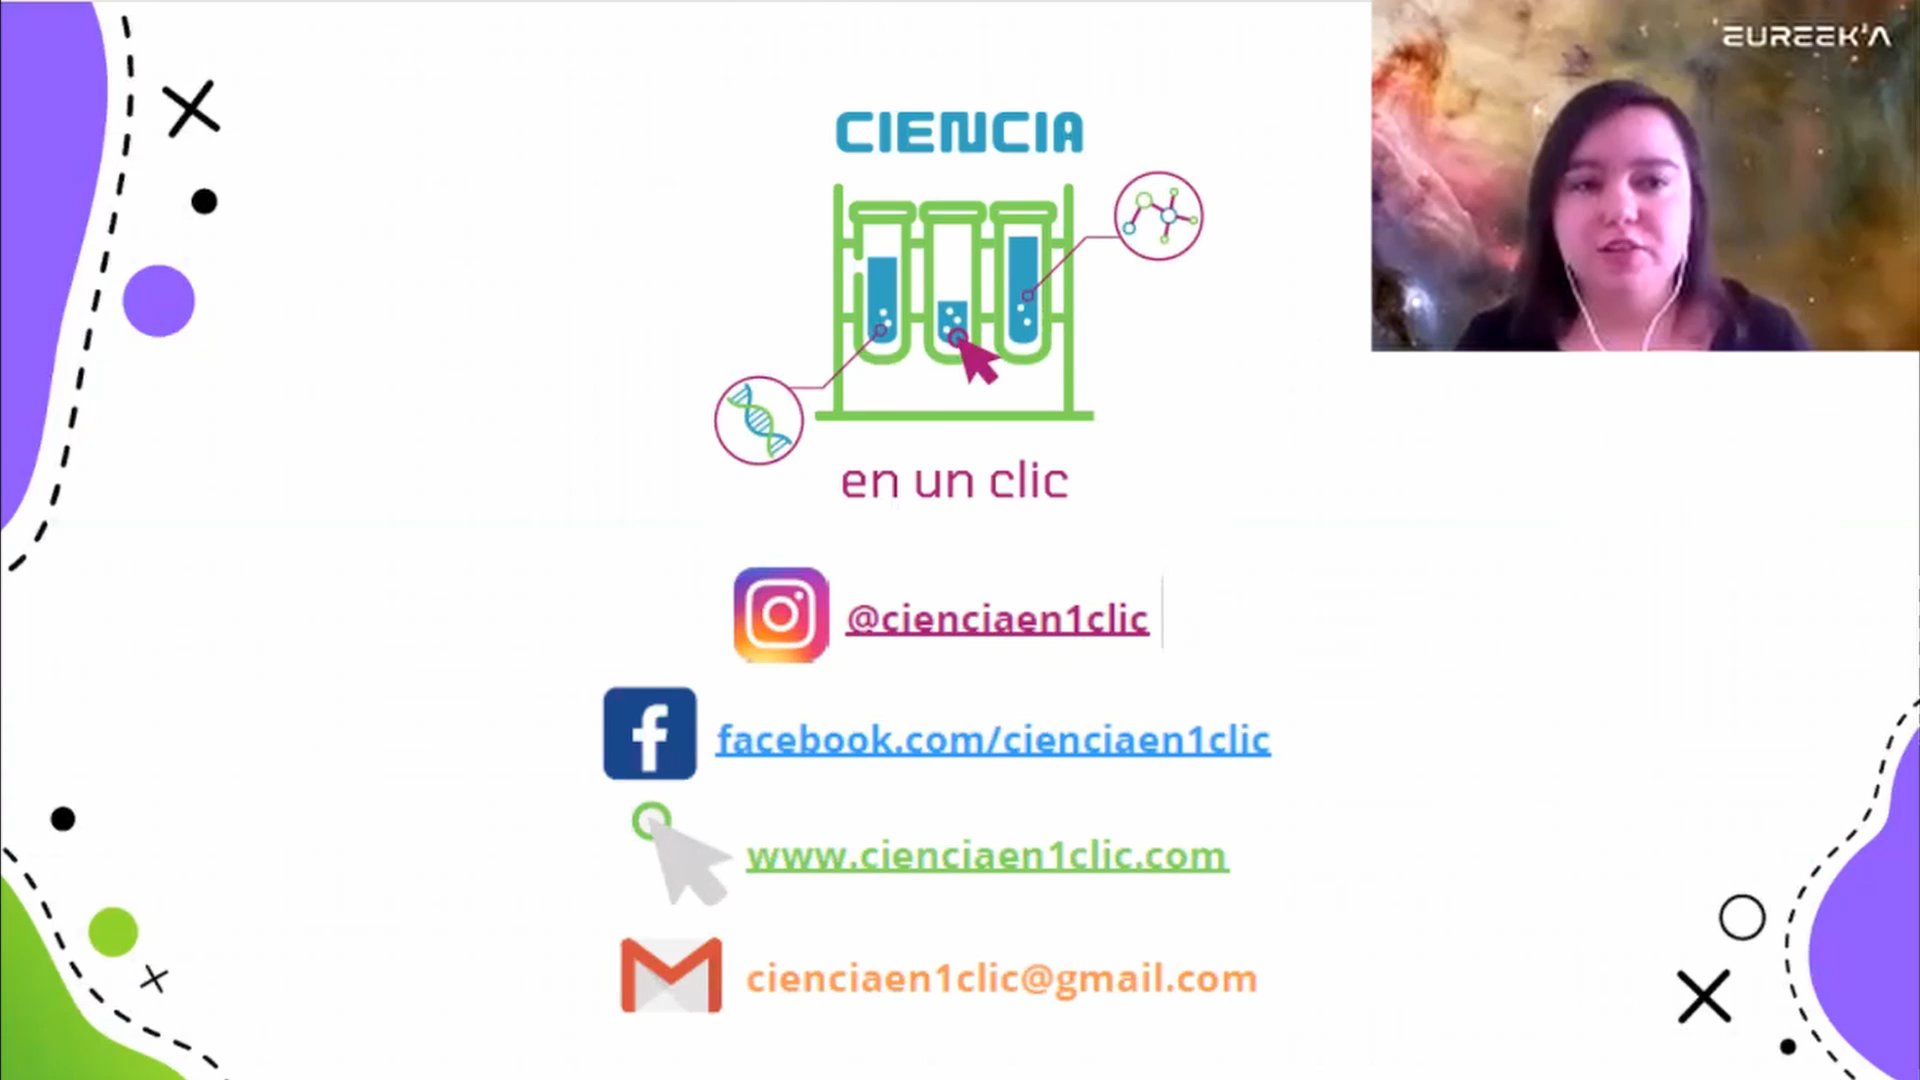 EUREEK'A
CIENCIA
en un clic
@cienciaen1clic
facebook.com/cienciaen1clic
www.cienciaen1clic.com
cienciaen1clic@gmail.com